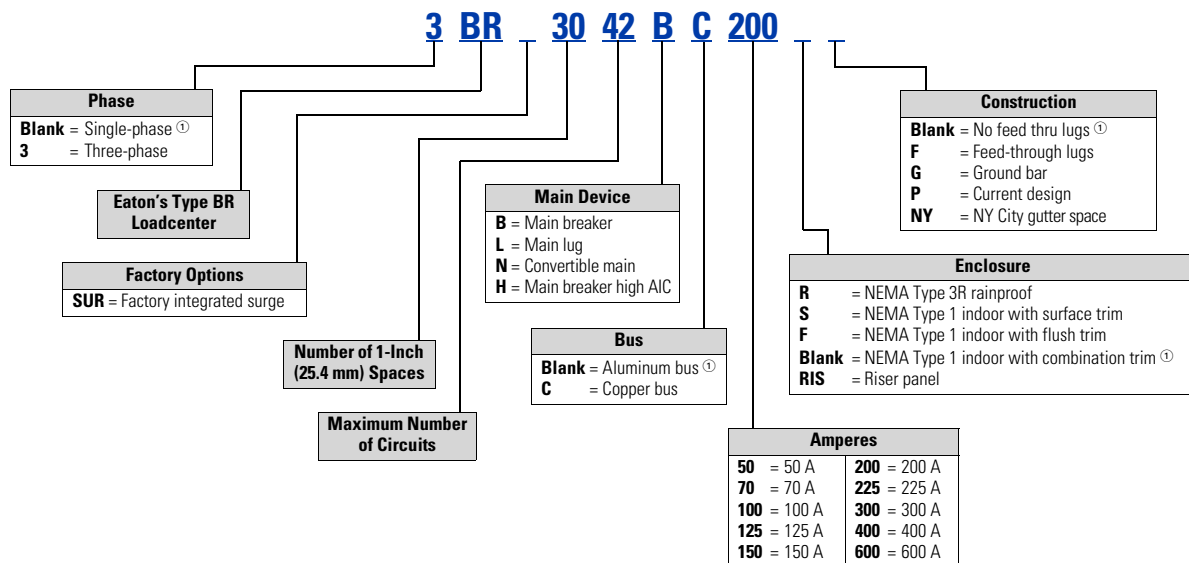 3 BR _ 30 42 B C 200 _ _
Phase
Blank = Single-phase ①
3 = Three-phase
Eaton's Type BR
Loadcenter
Factory Options
SUR = Factory integrated surge
Number of 1-Inch
(25.4 mm) Spaces
Maximum Number
of Circuits
Main Device
B = Main breaker
L = Main lug
N = Convertible main
H = Main breaker high AIC
Bus
Blank = Aluminum bus ①
C = Copper bus
Amperes
50 = 50 A
70 = 70 A
100 = 100 A
125 = 125 A
150 = 150 A
200 = 200 A
225 = 225 A
300 = 300 A
400 = 400 A
600 = 600 A
Enclosure
R = NEMA Type 3R rainproof
S = NEMA Type 1 indoor with surface trim
F = NEMA Type 1 indoor with flush trim
Blank = NEMA Type 1 indoor with combination trim ①
RIS = Riser panel
Construction
Blank = No feed thru lugs ①
F = Feed-through lugs
G = Ground bar
P = Current design
NY = NY City gutter space